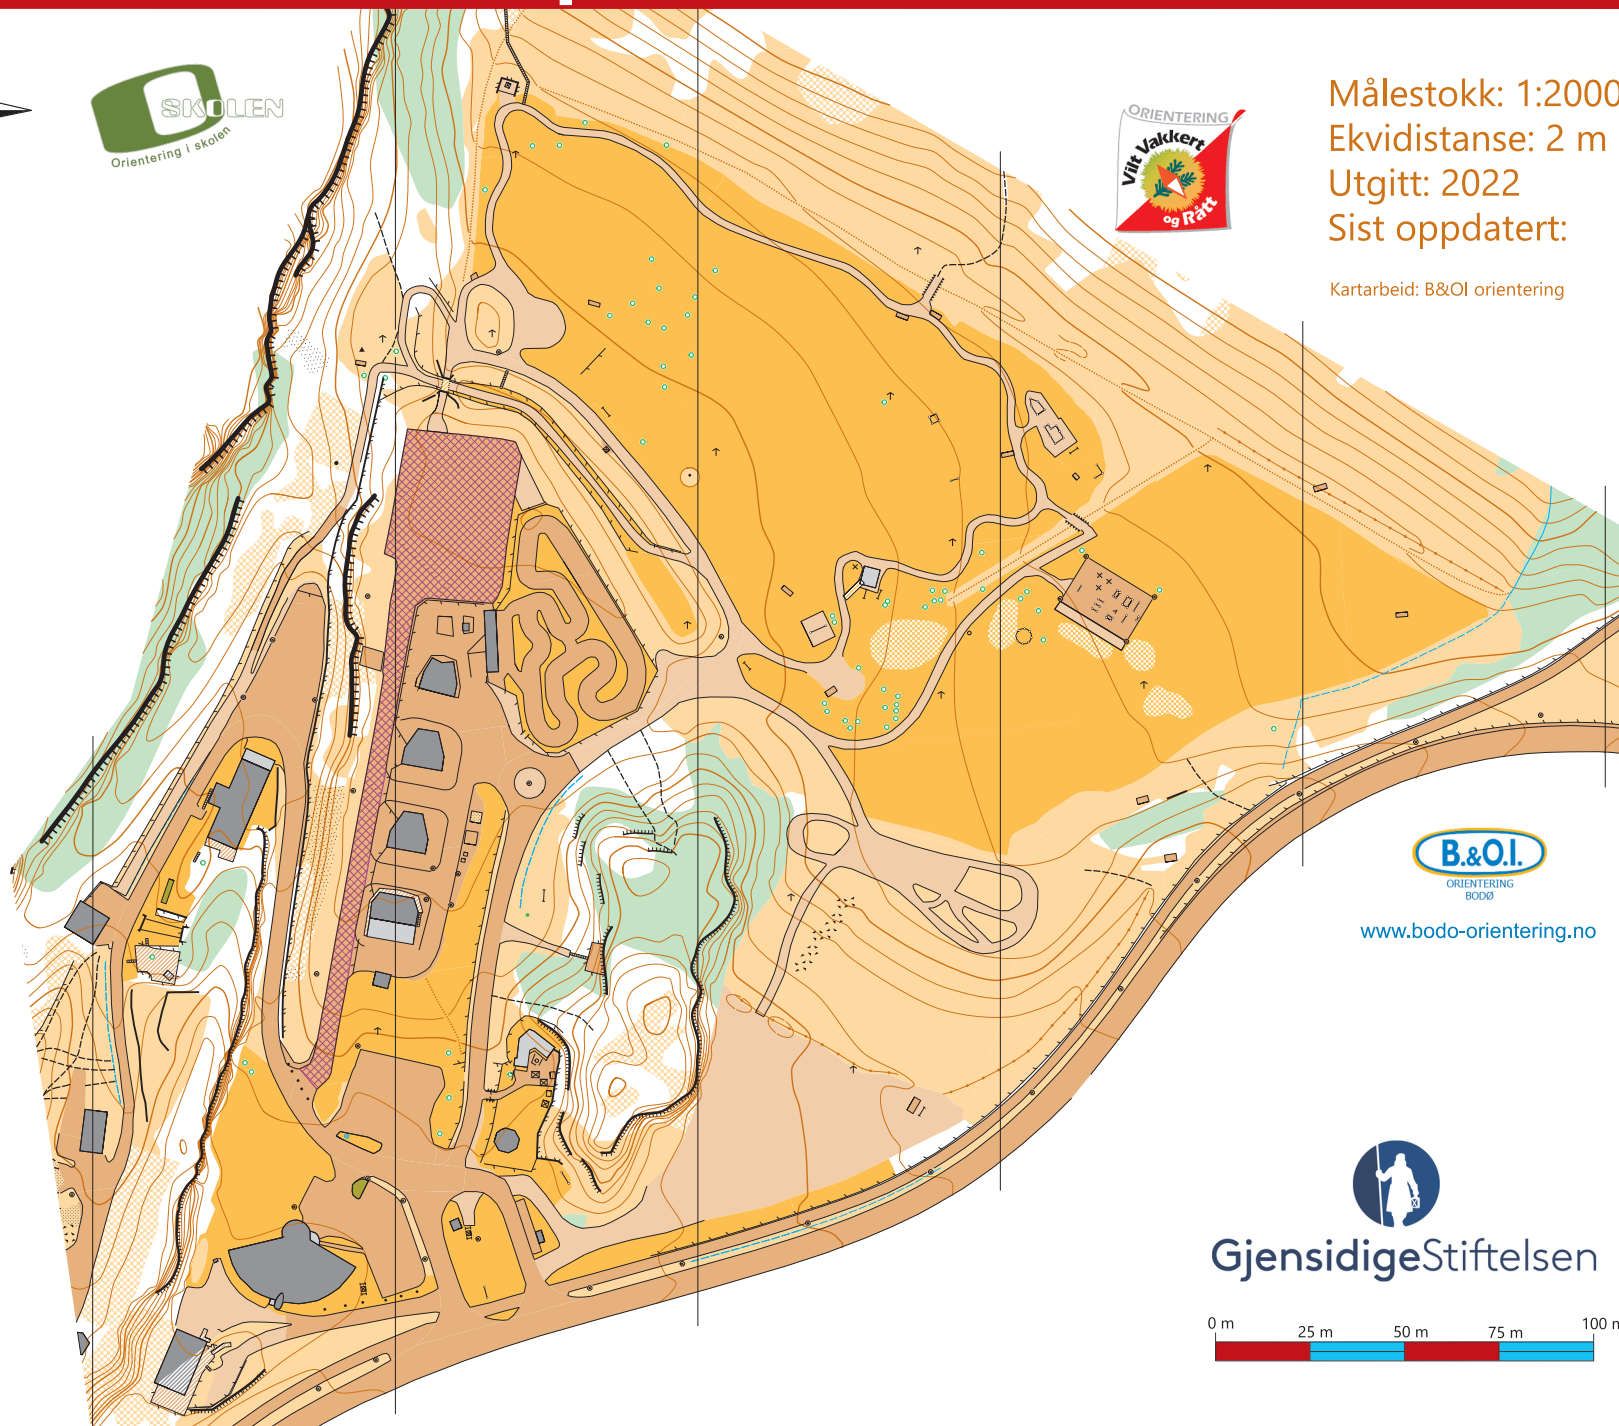 SKOLEN
Orientering i skolen
ORIENTERING
Vilt Vakkert
og Rått
Målestokk: 1:2000
Ekvidistanse: 2 m
Utgitt: 2022
Sist oppdatert:
Kartarbeid: B&OI orientering
B.&O.I.
ORIENTERING
BODØ
www.bodo-orientering.no
GjensidigeStiftelsen
0 m 25 m 50 m 75 m 100 m